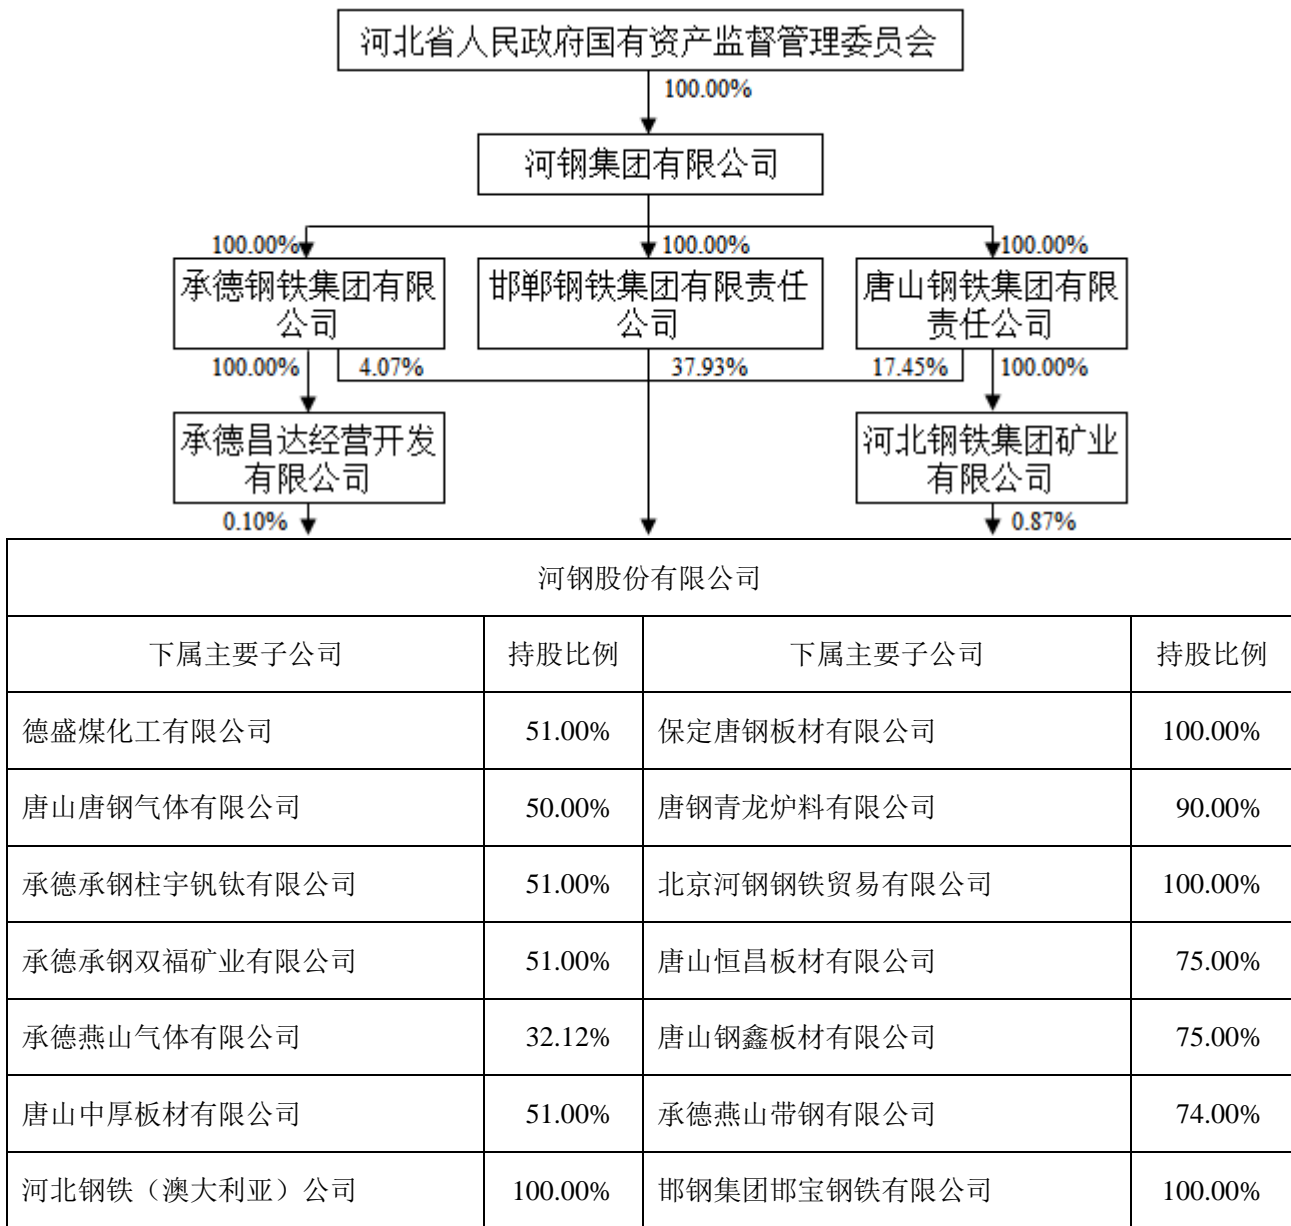 河北省人民政府国有资产监督管理委员会
100.00%
河钢集团有限公司
100.00% 100.00% 100.00%
承德钢铁集团有限
公司
邯郸钢铁集团有限责任
公司
唐山钢铁集团有限
责任公司
100.00% 4.07% 37.93% 17.45% 100.00%
承德昌达经营开发
有限公司
河北钢铁集团矿业
有限公司
0.10% 0.87%
河钢股份有限公司
下属主要子公司 持股比例 下属主要子公司 持股比例
德盛煤化工有限公司 51.00% 保定唐钢板材有限公司 100.00%
唐山唐钢气体有限公司 50.00% 唐钢青龙炉料有限公司 90.00%
承德承钢柱宇钒钛有限公司 51.00% 北京河钢钢铁贸易有限公司 100.00%
承德承钢双福矿业有限公司 51.00% 唐山恒昌板材有限公司 75.00%
承德燕山气体有限公司 32.12% 唐山钢鑫板材有限公司 75.00%
唐山中厚板材有限公司 51.00% 承德燕山带钢有限公司 74.00%
河北钢铁（澳大利亚）公司 100.00% 邯钢集团邯宝钢铁有限公司 100.00%